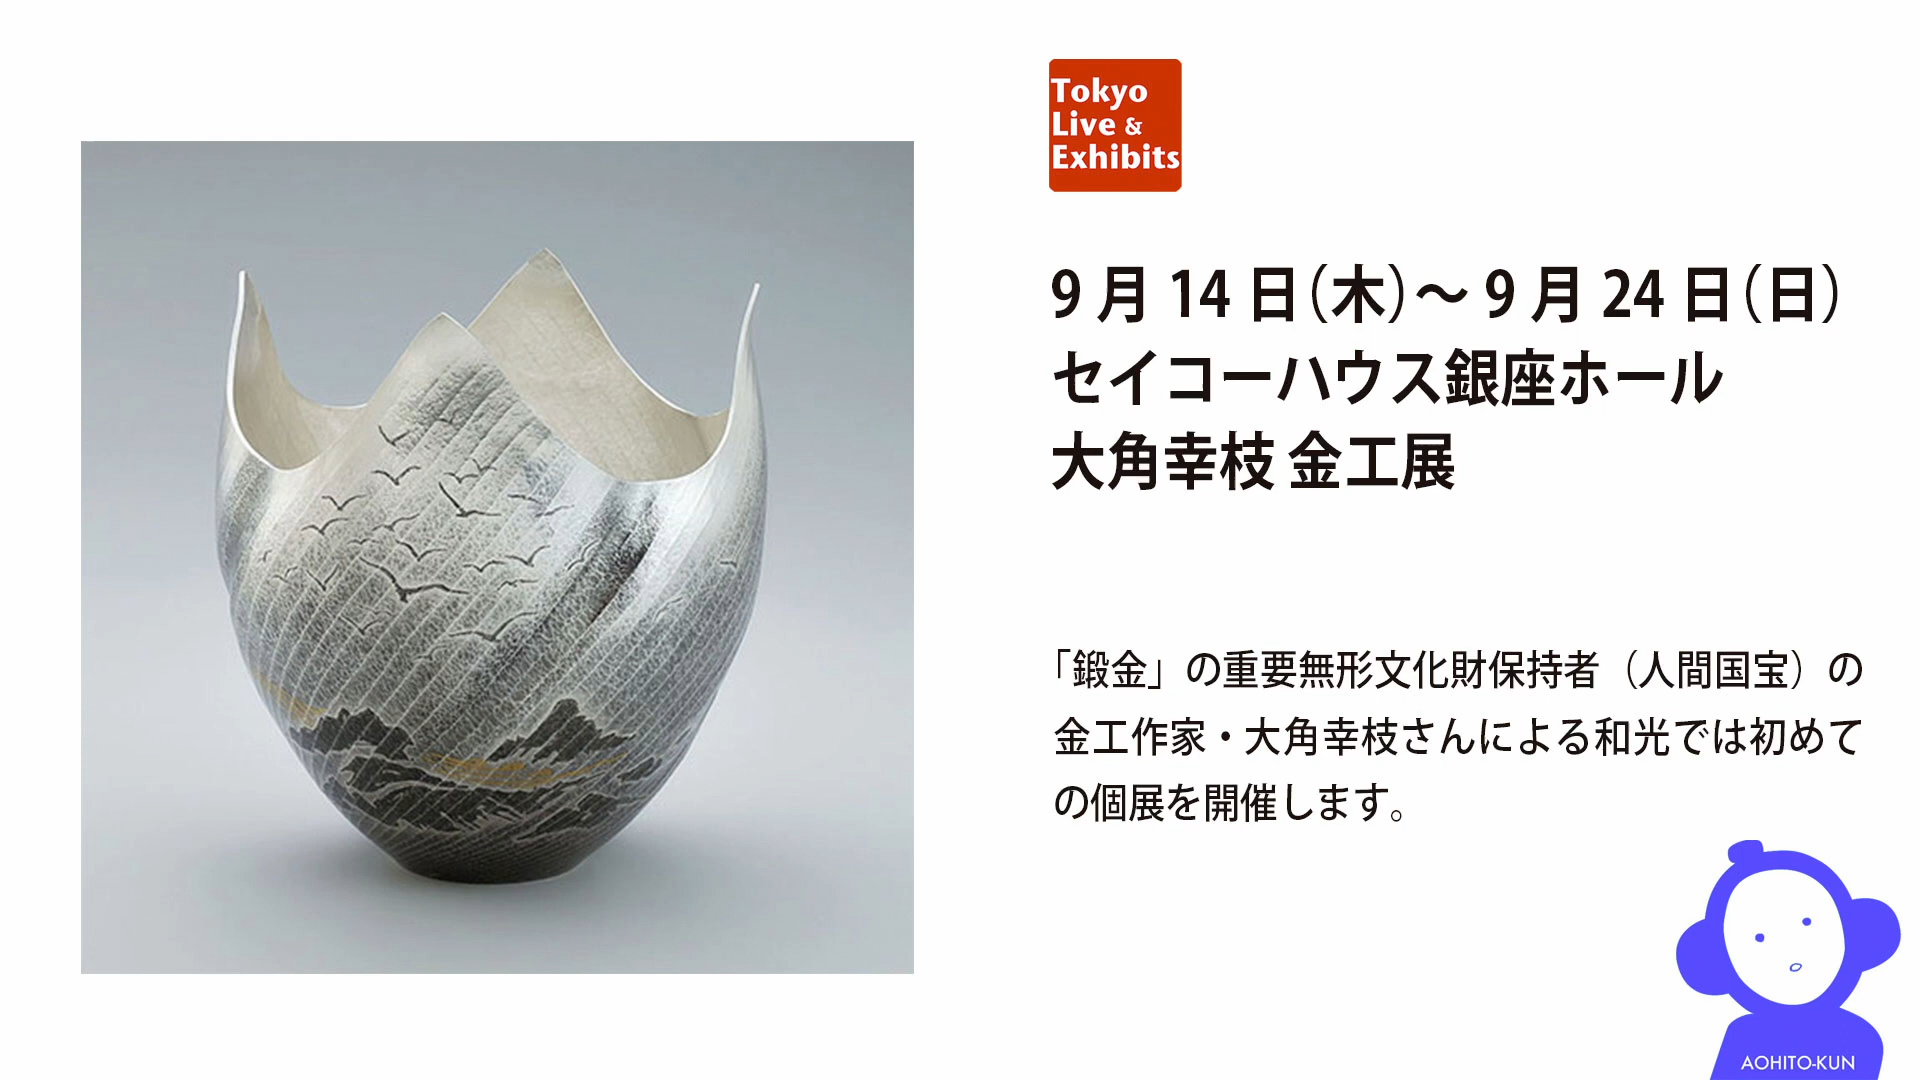 Tokyo
Live &
Exhibits
9月14日(木)～9月24日(日)
セイコーハウス銀座ホール
大角幸枝 金工展
「鍛金」の重要無形文化財保持者（人間国宝）の
金工作家・大角幸枝さんによる和光では初めて
の個展を開催します。
AOHITO-KUN